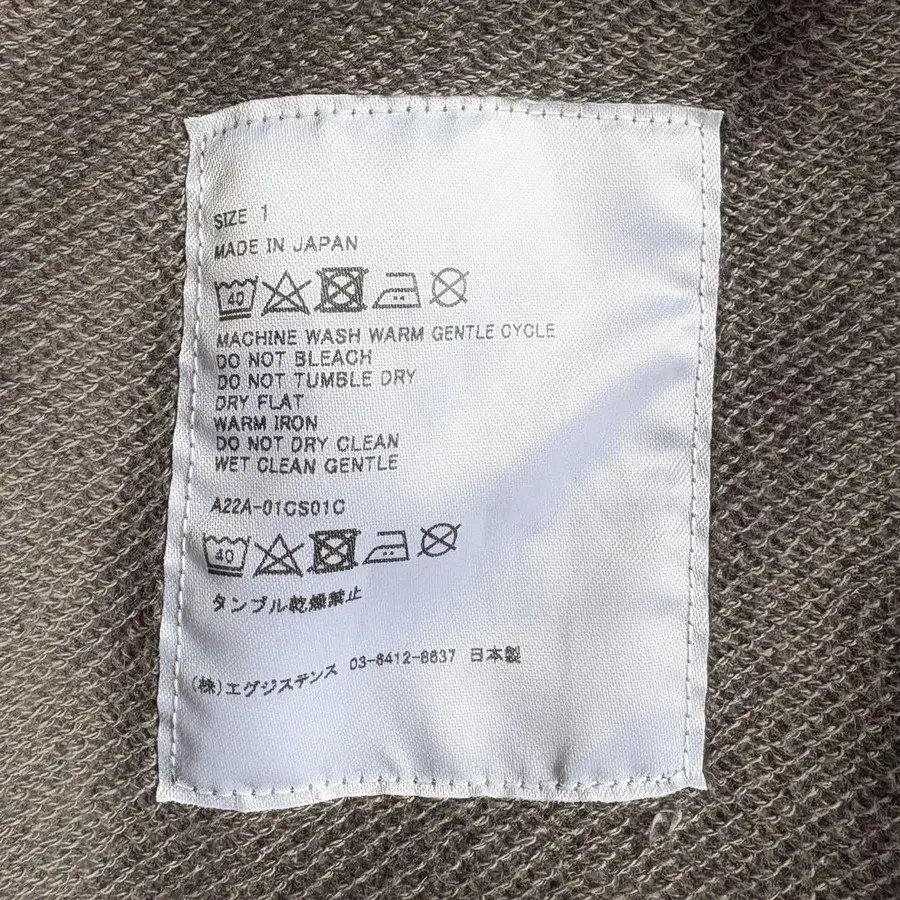 SIZE 1
MADE IN JAPAN
40
MACHINE WASH WARM GENTLE CYCLE
DO NOT BLEACH
DO NOT TUMBLE DRY
DRY FLAT
WARM IRON
DO NOT DRY CLEAN
WET CLEAN GENTLE
A22A-01CS01C
40
タンブル乾燥禁止
(株)エグジステンス 03-6412-8637 日本製